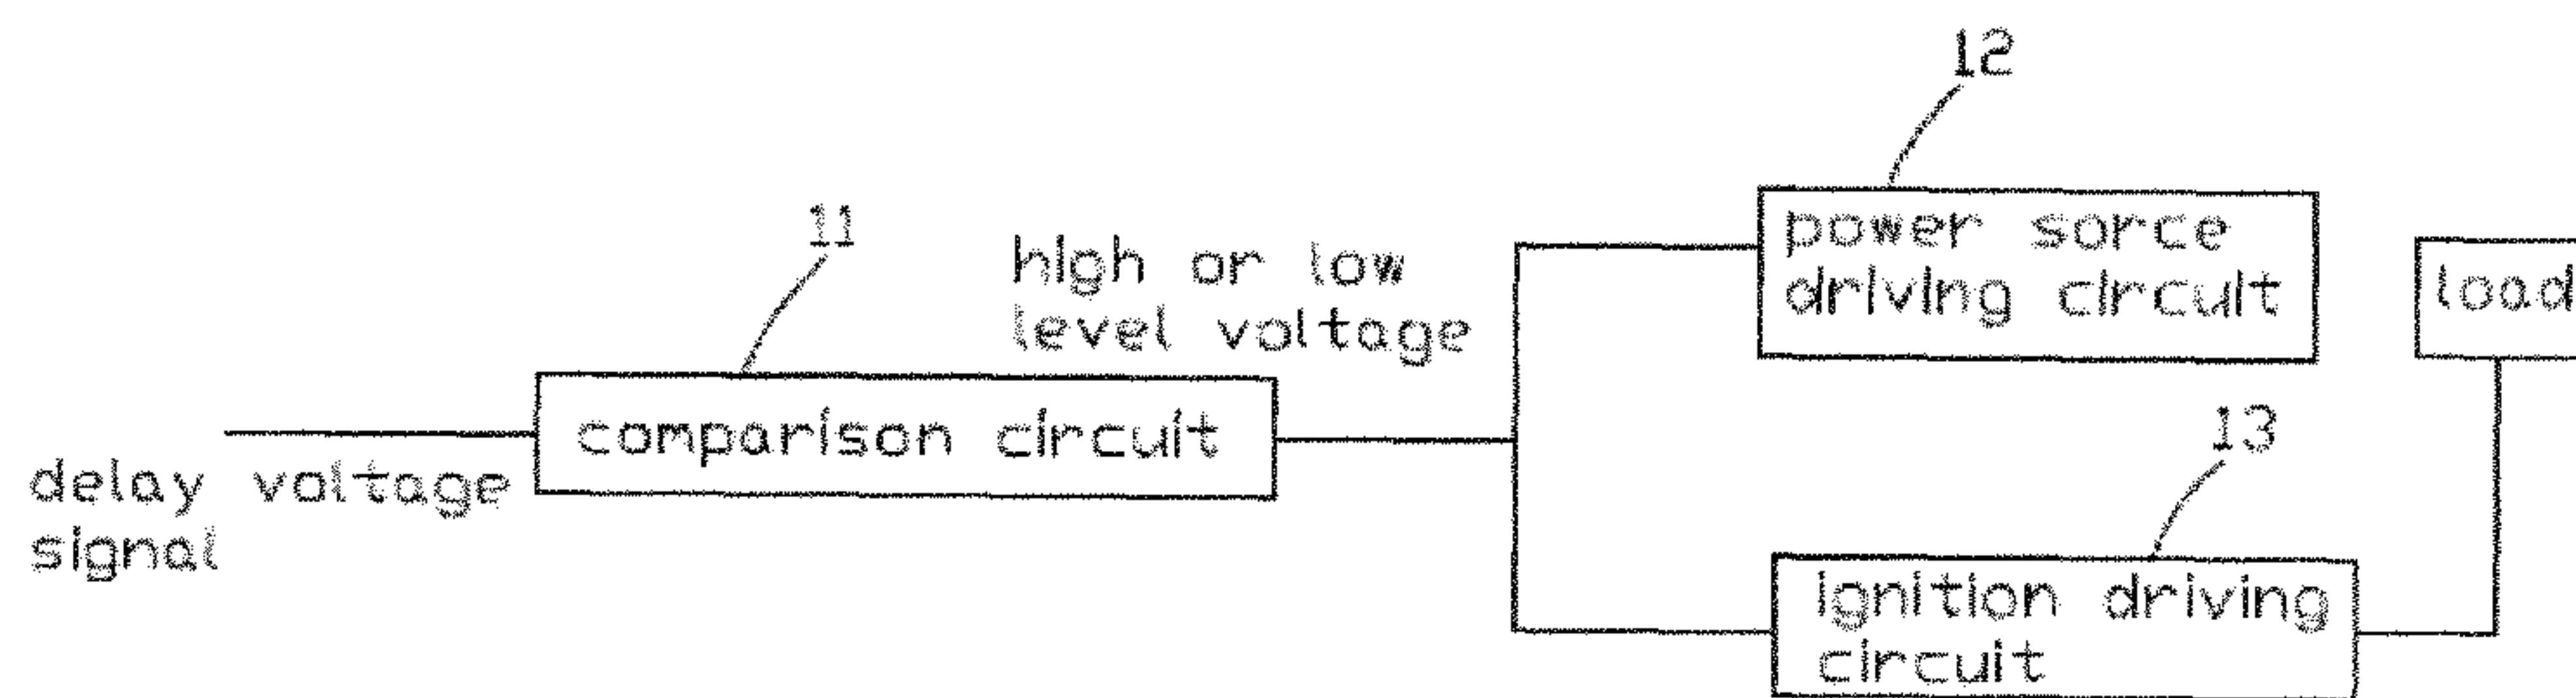 12
power sorce
driving circuit
11
high or low
level voltage
load
comparison circuit
13
delay voltage
signal
ignition driving
circuit